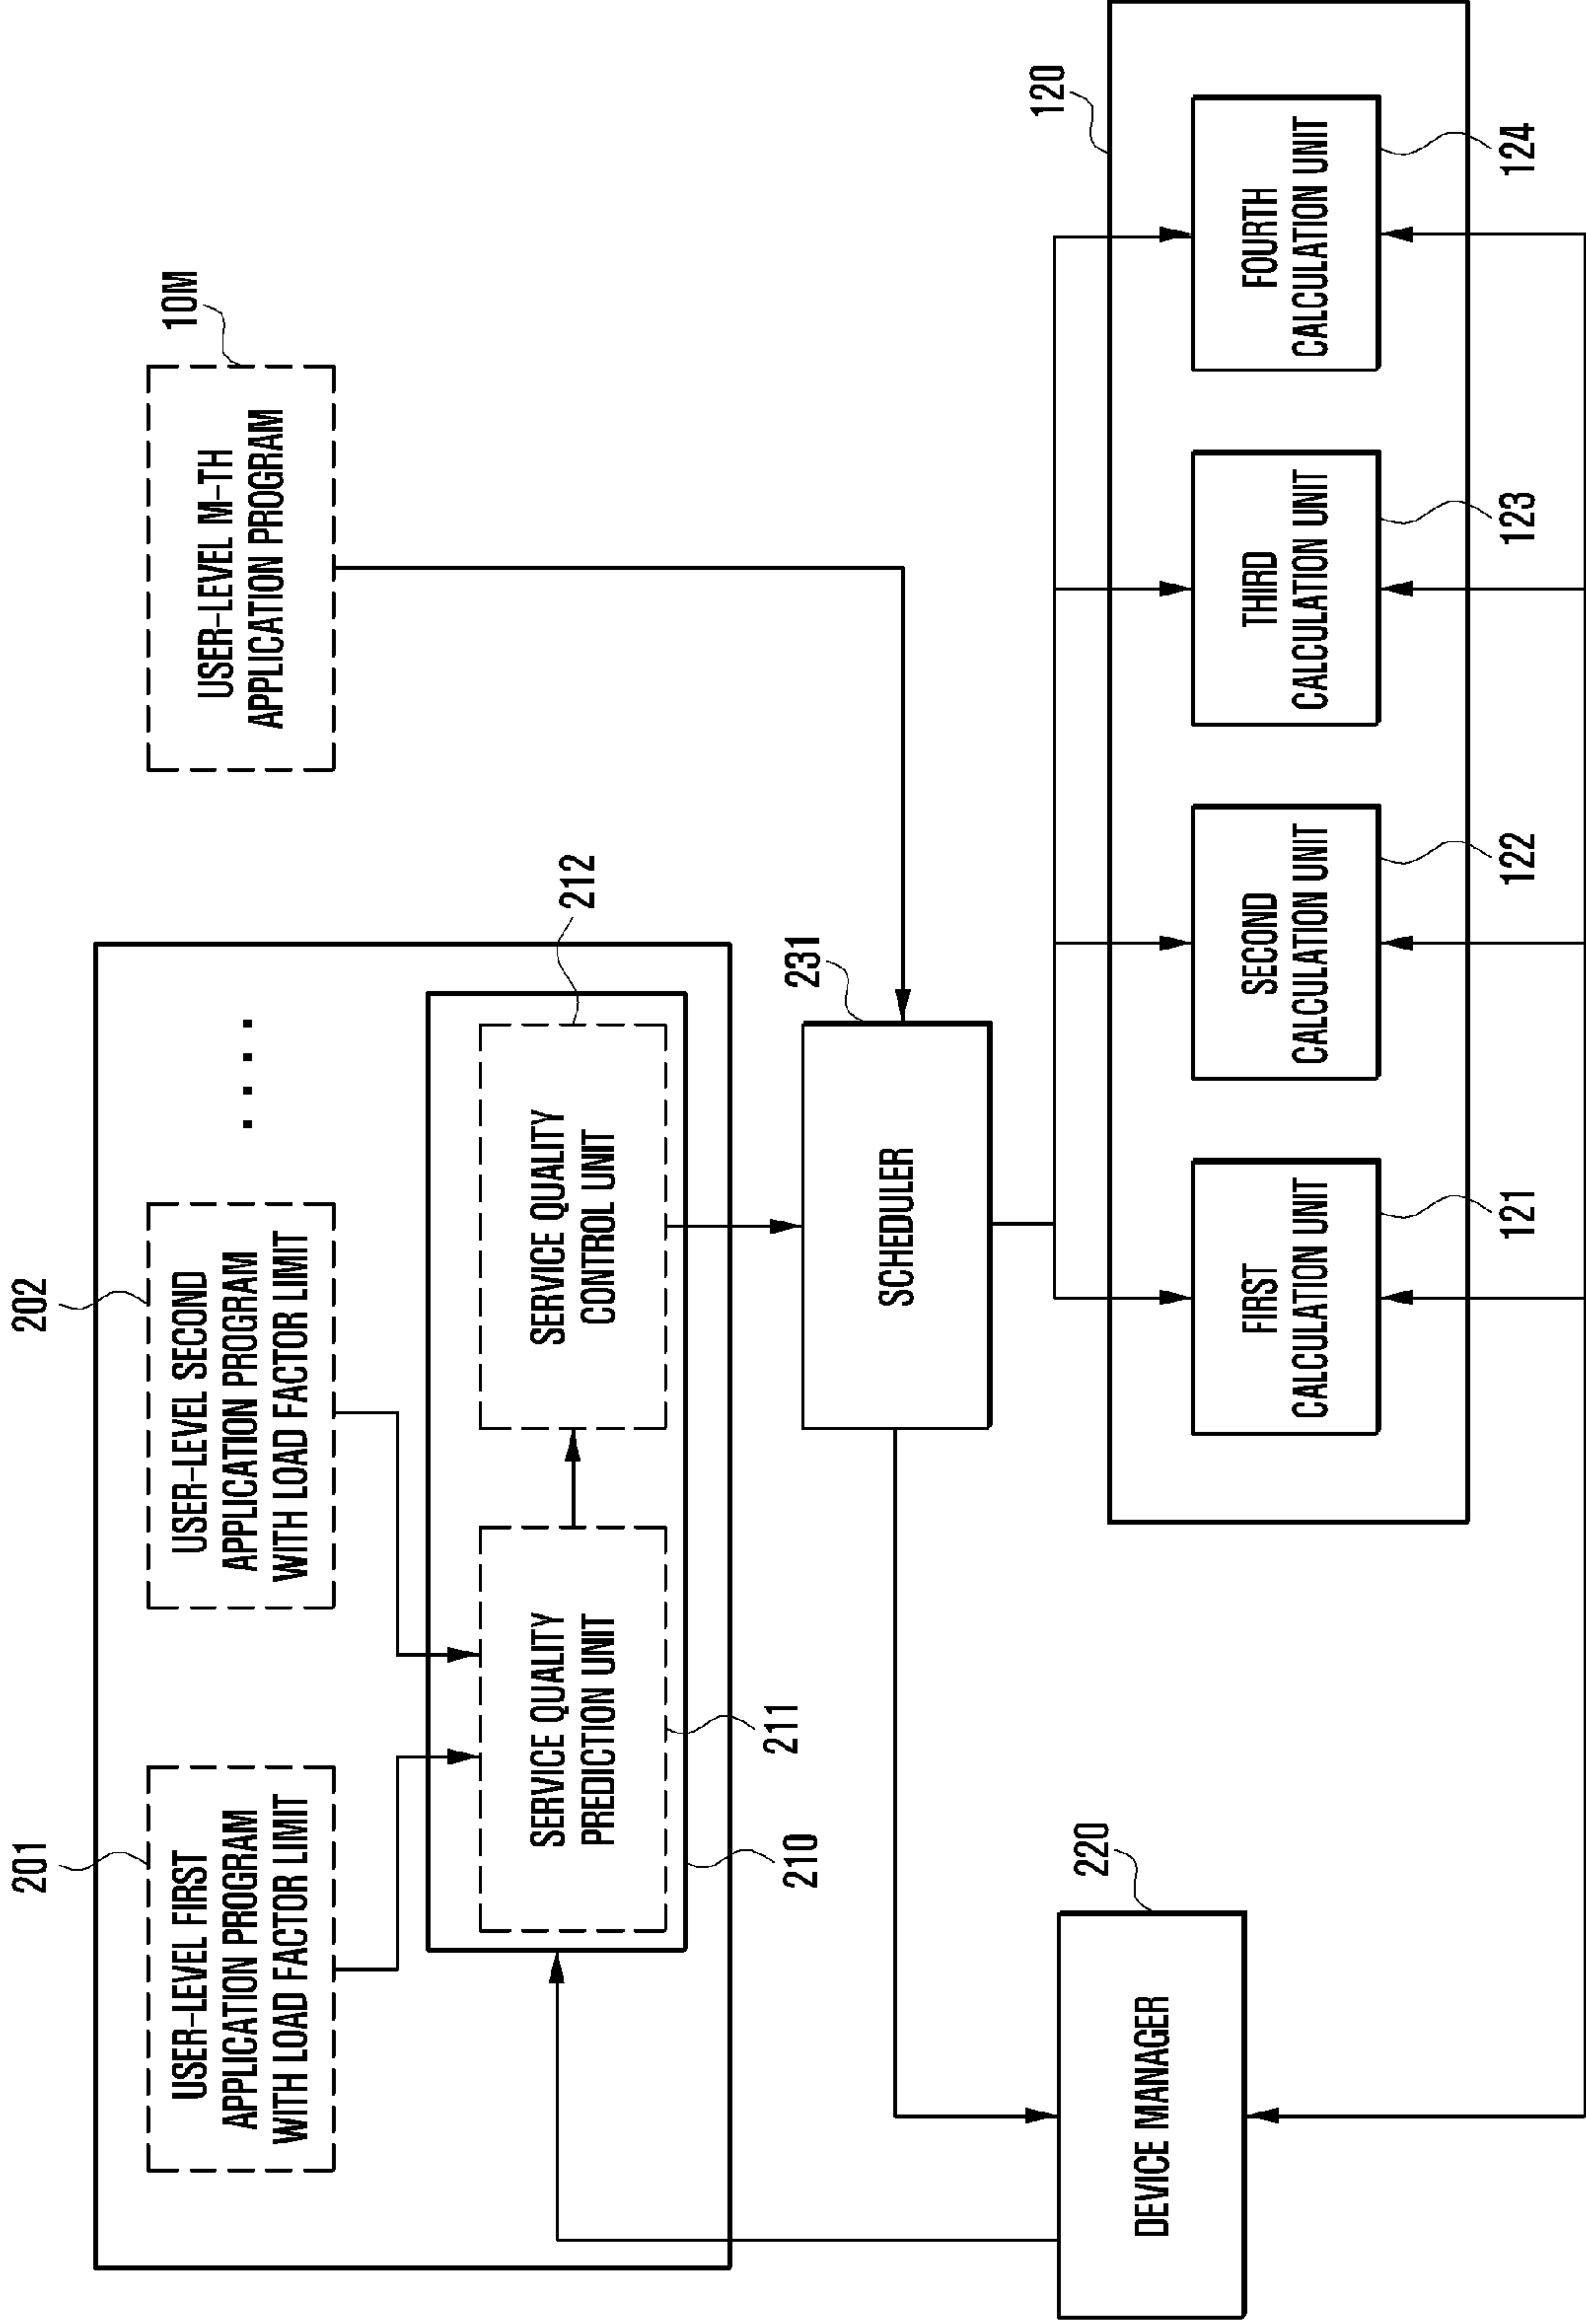 201
USER-LEVEL FIRST
APPLICATION PROGRAM
WITH LOAD FACTOR LIMIT
202
USER-LEVEL SECOND
APPLICATION PROGRAM
WITH LOAD FACTOR LIMIT
10M
USER-LEVEL M-TH
APPLICATION PROGRAM
SERVICE QUALITY
PREDICTION UNIT
211
210
SERVICE QUALITY
CONTROL UNIT
212
231
SCHEDULER
220
DEVICE MANAGER
120
FIRST
CALCULATION UNIT
121
SECOND
CALCULATION UNIT
122
THIRD
CALCULATION UNIT
123
FOURTH
CALCULATION UNIT
124